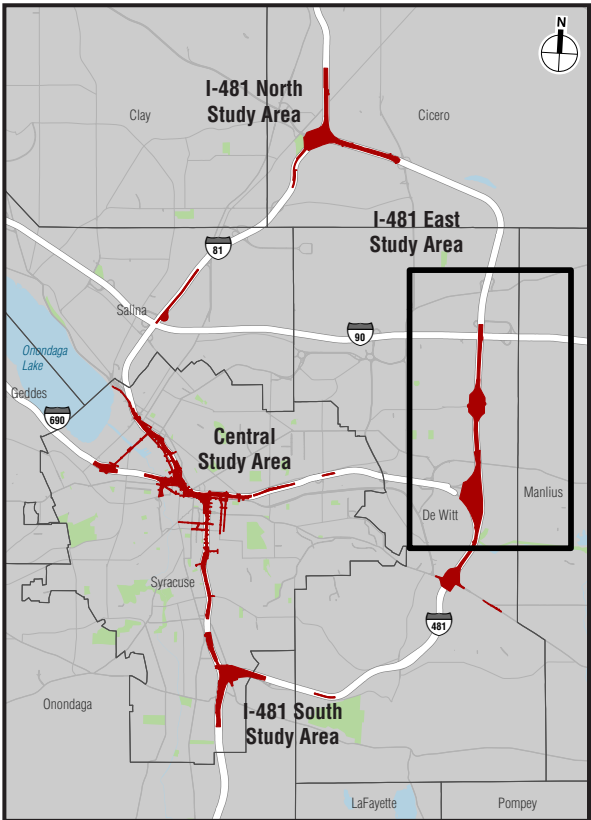 N
I-481 North
Study Area
Clay
Cicero
I-481 East
Study Area
81
Salina
90
Onondaga
Lake
Geddes
690
Central
Study Area
Manlius
De Witt
Syracuse
481
Onondaga
I-481 South
Study Area
LaFayette
Pompey